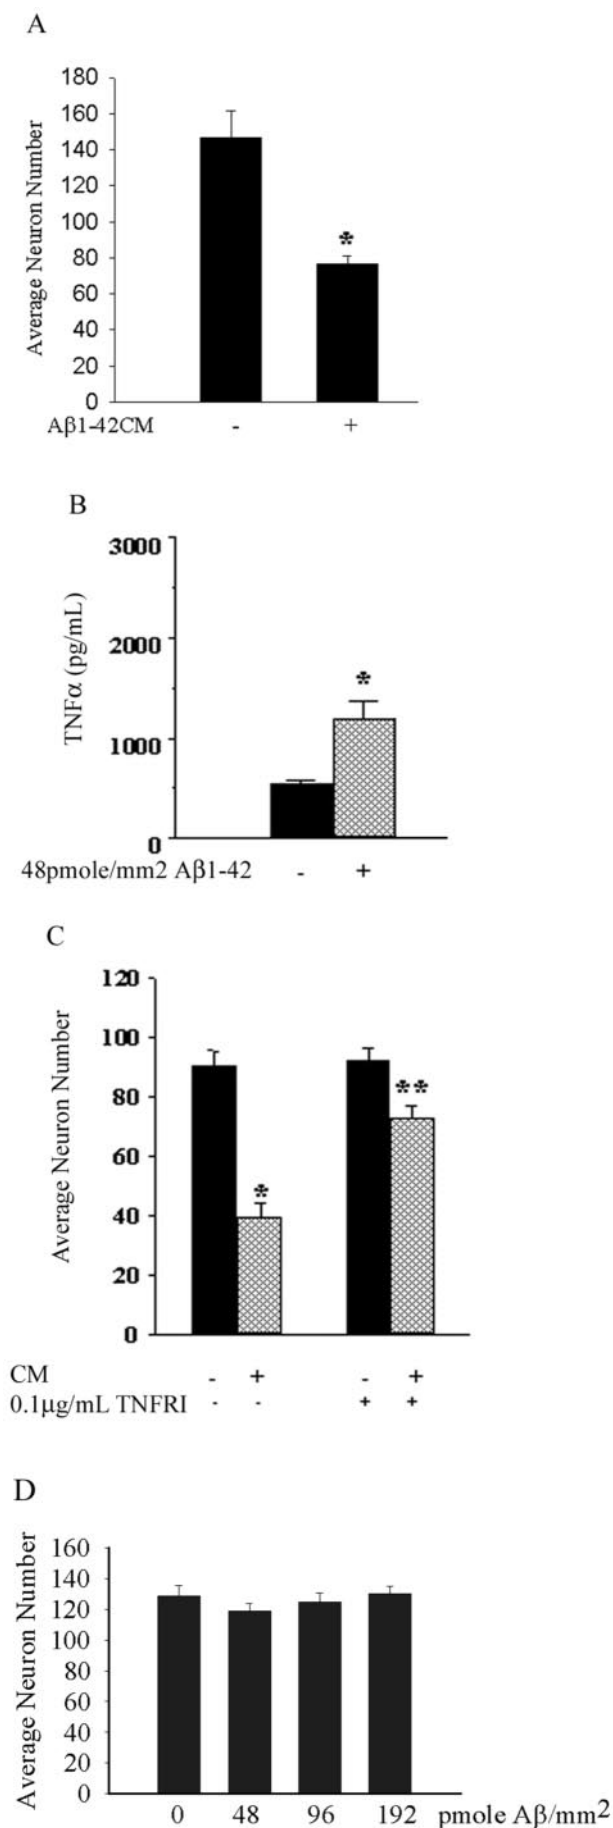 A
Average Neuron Number
180
160
140
120
100
80
60
40
20
0
*
Aβ1-42CM - +
B
TNFα (pg/mL)
3000
2000
1000
0
*
48pmole/mm2 Aβ1-42 - +
C
Average Neuron Number
120
100
80
60
40
20
0
*
**
CM - + - +
0.1μg/mL TNFRI - - + +
D
Average Neuron Number
160
140
120
100
80
60
40
20
0
0 48 96 192 pmole Aβ/mm2